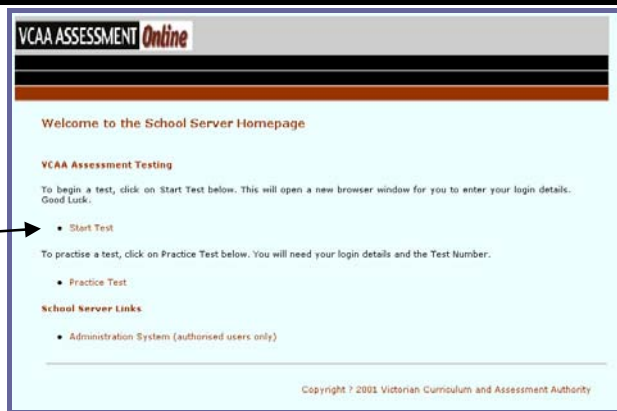 VCAA ASSESSMENT Online
Welcome to the School Server Homepage
VCAA Assessment Testing
To begin a test, click on Start Test below. This will open a new browser window for you to enter your login details.
Good Luck.
• Start Test
To practise a test, click on Practice Test below. You will need your login details and the Test Number.
• Practice Test
School Server Links
• Administration System (authorised users only)
Copyright ? 2001 Victorian Curriculum and Assessment Authority